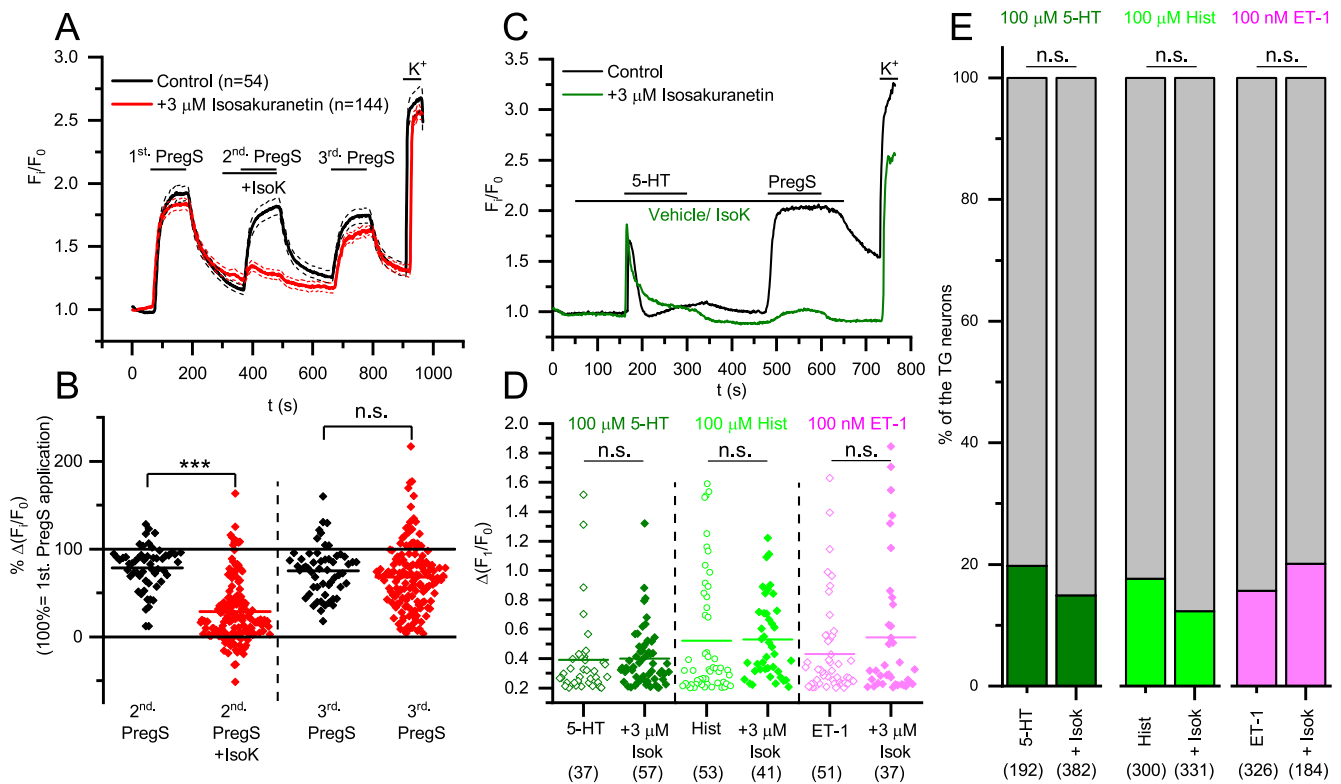 A
3.0
2.5
2.0
1.5
1.0
Fi/F0
Control (n=54)
+3 μM Isosakuranetin (n=144)
K+
1st. PregS
2nd. PregS
3rd. PregS
+IsoK
0 200 400 600 800 1000
t (s)
B
n.s.
***
200
100
0
% Δ(Fi/F0)
(100%= 1st. PregS application)
2nd. 2nd. 3rd. 3rd.
PregS PregS PregS PregS
+IsoK
C
3.5
3.0
2.5
2.0
1.5
1.0
Fi/F0
Control
+3 μM Isosakuranetin
K+
5-HT
PregS
Vehicle/ IsoK
0 100 200 300 400 500 600 700 800
t (s)
D
2.0
1.8
1.6
1.4
1.2
1.0
0.8
0.6
0.4
0.2
Δ(F1/F0)
100 μM 5-HT 100 μM Hist 100 nM ET-1
n.s. n.s. n.s.
5-HT +3 μM Hist +3 μM ET-1 +3 μM
Isok Isok Isok
(37) (57) (53) (41) (51) (37)
E
100 μM 5-HT 100 μM Hist 100 nM ET-1
n.s. n.s. n.s.
100
80
60
40
20
0
% of the TG neurons
5-HT + Isok Hist + Isok ET-1 + Isok
(192) (382) (300) (331) (326) (184)